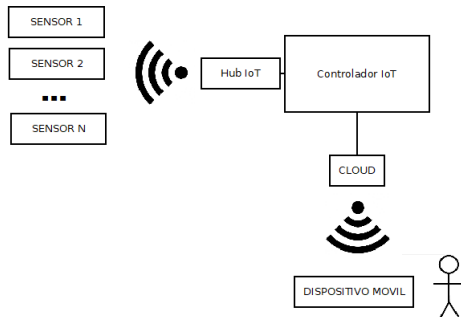 SENSOR 1
SENSOR 2
...
SENSOR N
Hub IoT
Controlador IoT
CLOUD
DISPOSITIVO MOVIL